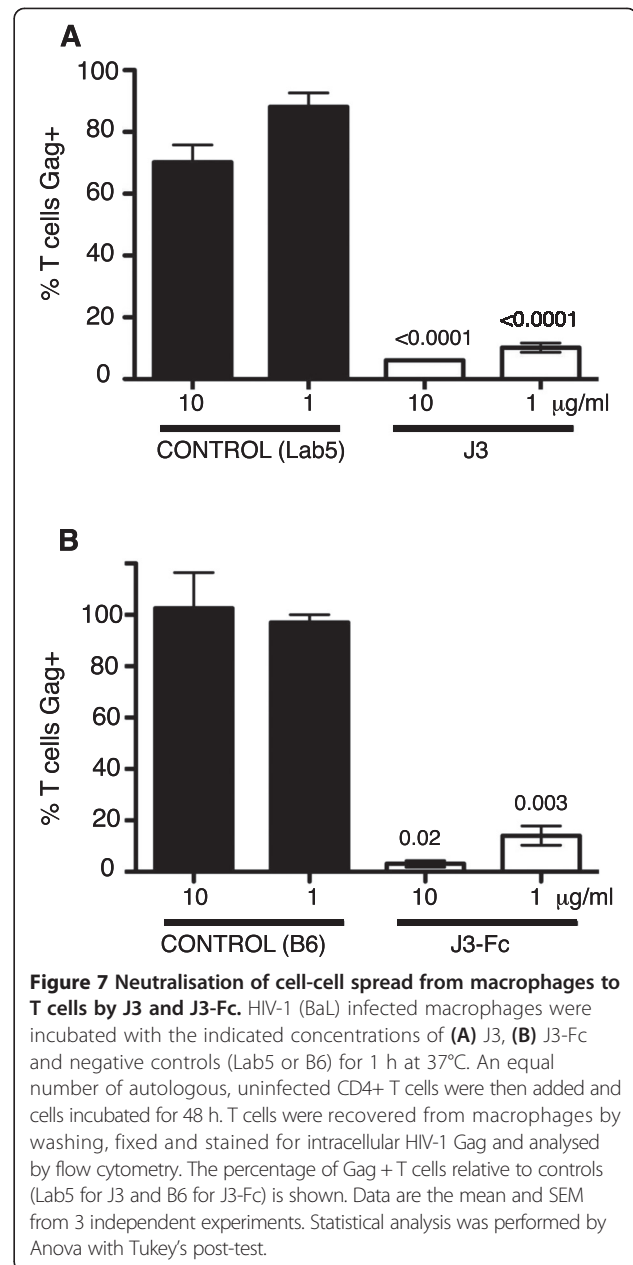 A
100
80
60
40
20
0
% T cells Gag+
<0.0001
<0.0001
10 1 10 1 μg/ml
CONTROL (Lab5) J3
B
100
80
60
40
20
0
% T cells Gag+
0.02
0.003
10 1 10 1 μg/ml
CONTROL (B6) J3-Fc
Figure 7 Neutralisation of cell-cell spread from macrophages to
T cells by J3 and J3-Fc. HIV-1 (BaL) infected macrophages were
incubated with the indicated concentrations of (A) J3, (B) J3-Fc
and negative controls (Lab5 or B6) for 1 h at 37°C. An equal
number of autologous, uninfected CD4+ T cells were then added and
cells incubated for 48 h. T cells were recovered from macrophages by
washing, fixed and stained for intracellular HIV-1 Gag and analysed
by flow cytometry. The percentage of Gag + T cells relative to controls
(Lab5 for J3 and B6 for J3-Fc) is shown. Data are the mean and SEM
from 3 independent experiments. Statistical analysis was performed by
Anova with Tukey's post-test.